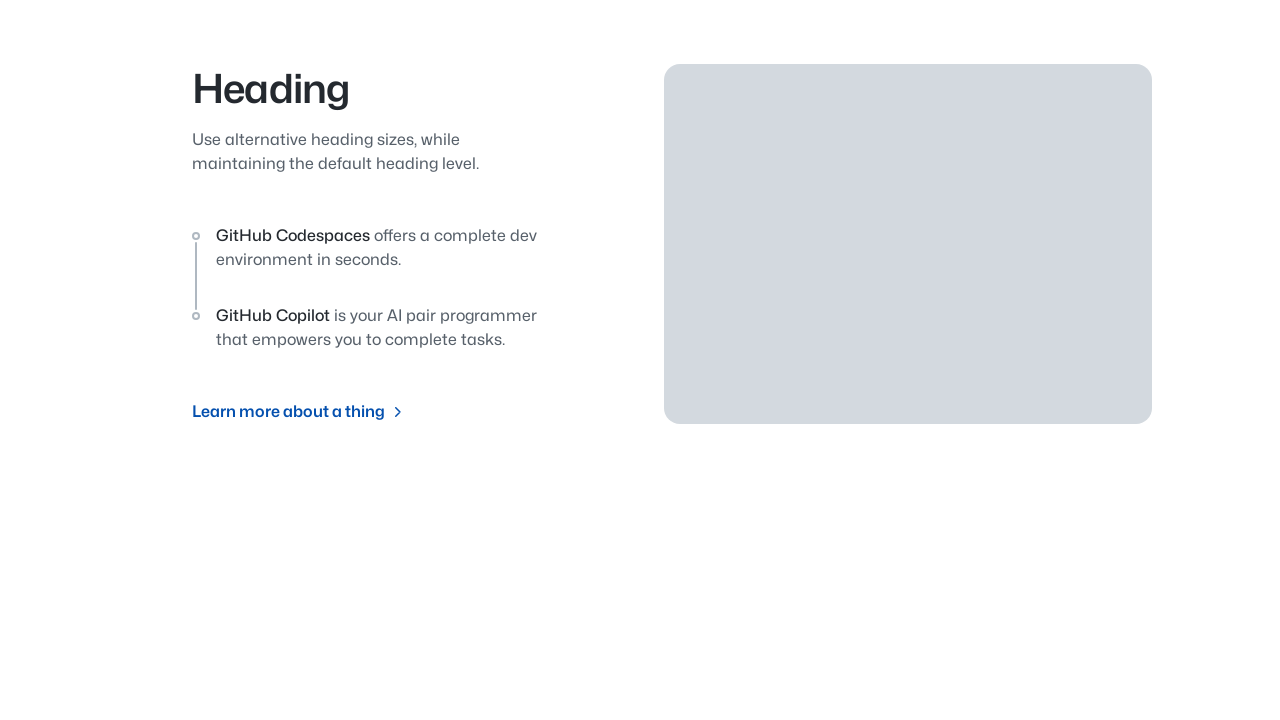 Heading
Use alternative heading sizes, while
maintaining the default heading level.
GitHub Codespaces offers a complete dev
environment in seconds.
GitHub Copilot is your AI pair programmer
that empowers you to complete tasks.
Learn more about a thing